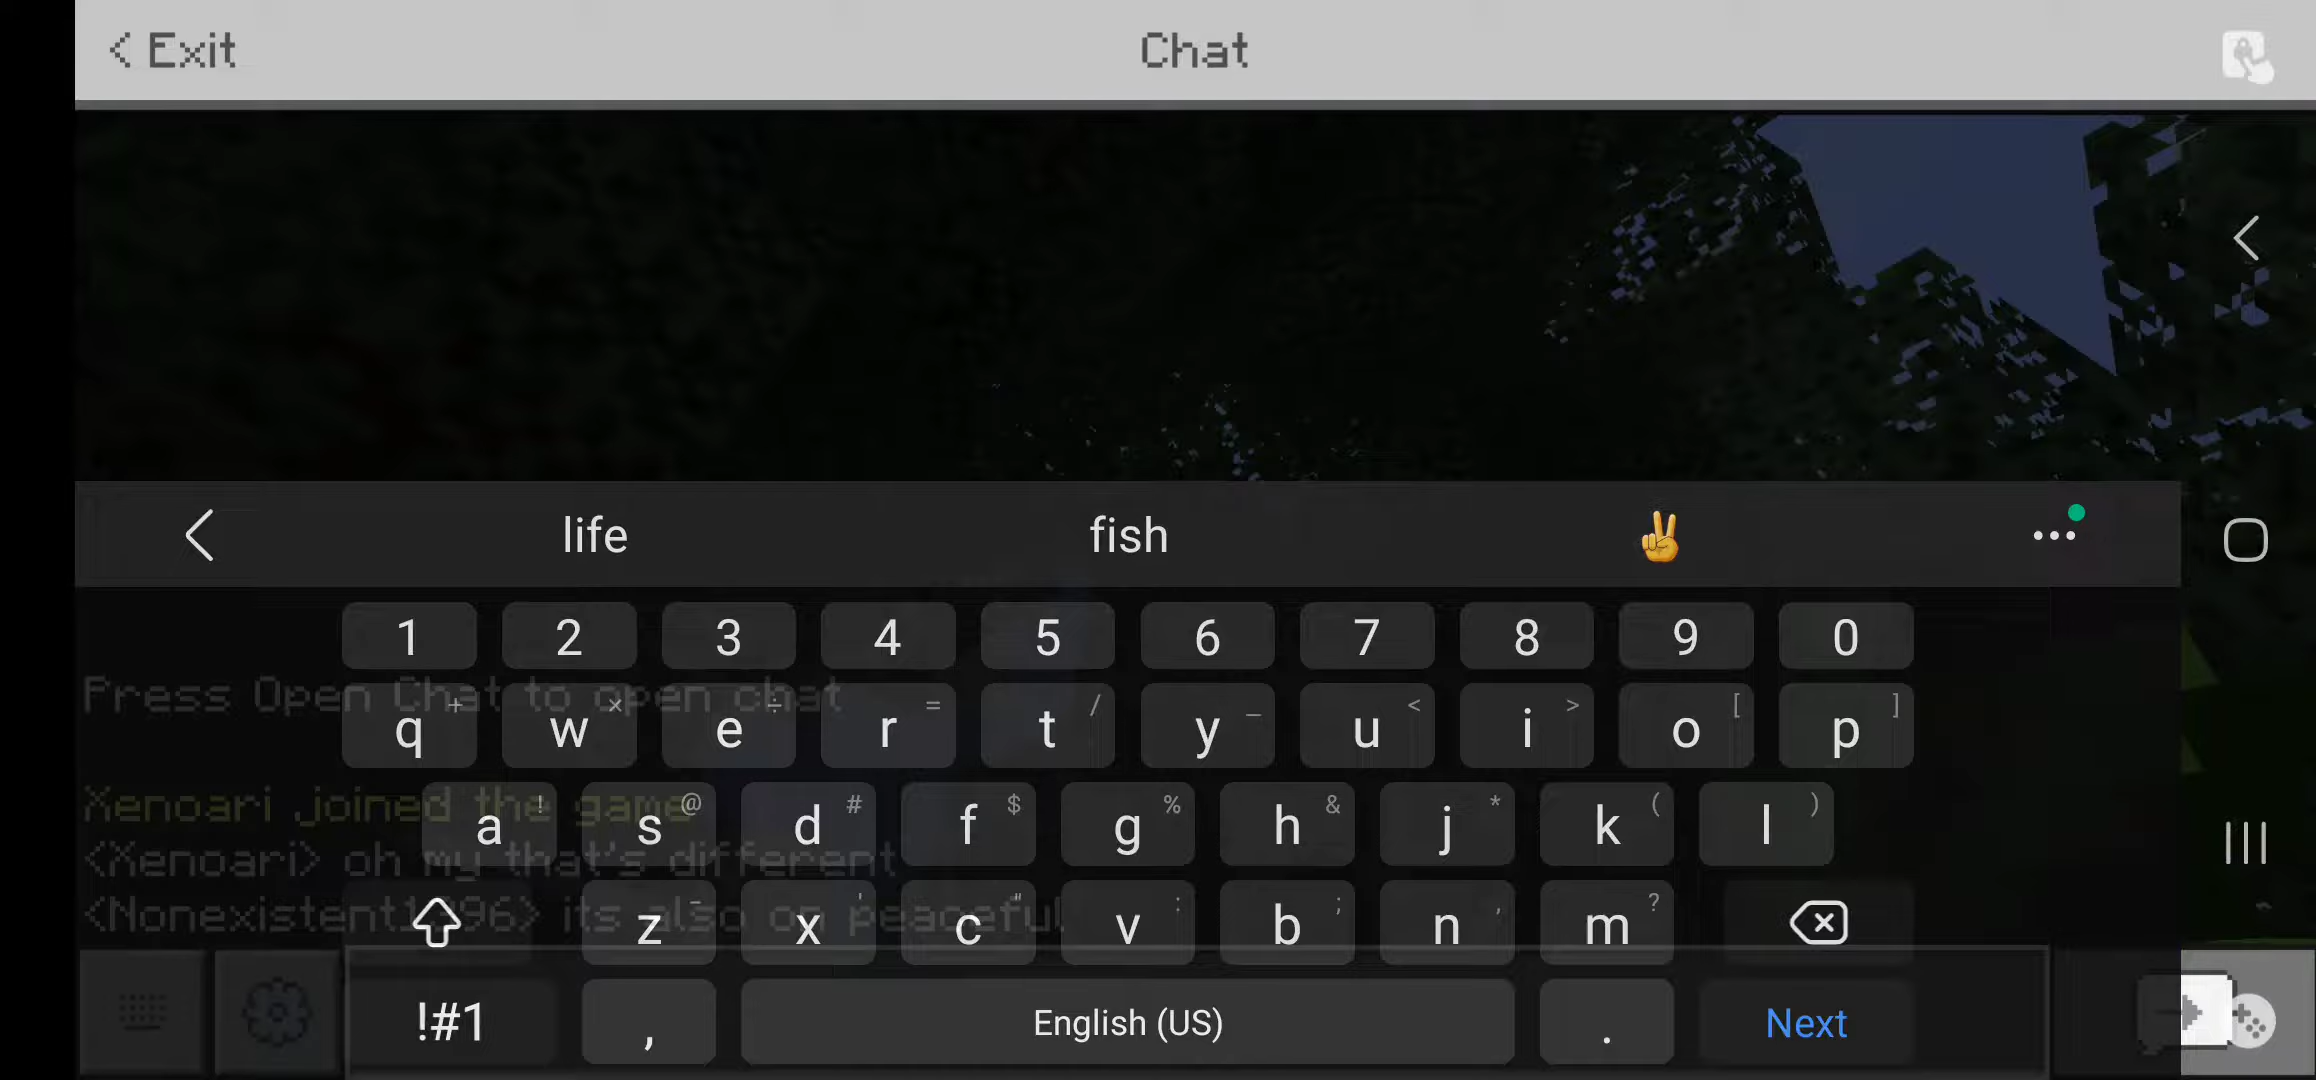 < Exit
Chat
life fish ✌
1 2 3 4 5 6 7 8 9 0
Press Open Chat to open chat
q + w × e ÷ r = t / y _ u < i > o [ p ]
Xenoari joined the game
a ! s @ d # f $ g % h & j * k ( l )
<Xenoari> oh my that's different
z - x ' c " v : b ; n , m ?
its also on peaceful
!#1 , English (US) . Next